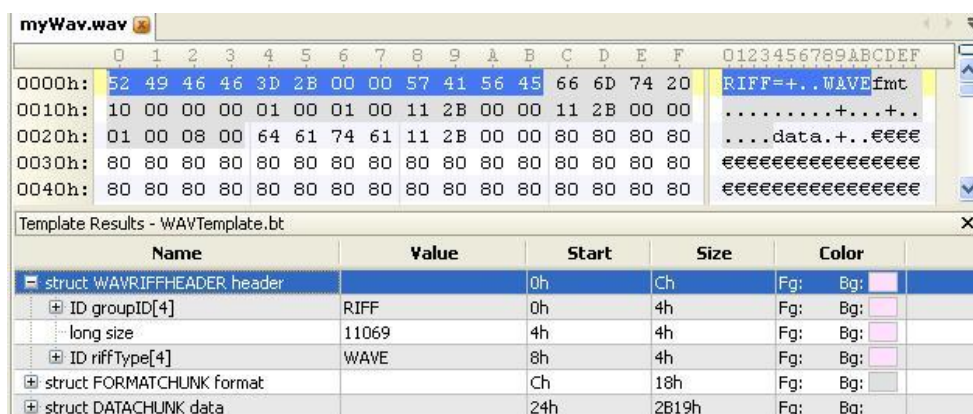 myWav.wav
0 1 2 3 4 5 6 7 8 9 A B C D E F 0123456789ABCDEF
0000h: 52 49 46 46 3D 2B 00 00 57 41 56 45 66 6D 74 20 RIFF=+..WAVEfmt
0010h: 10 00 00 00 01 00 01 00 11 2B 00 00 11 2B 00 00 .........+...+..
0020h: 01 00 08 00 64 61 74 61 11 2B 00 00 80 80 80 80 ....data.+..€€€€
0030h: 80 80 80 80 80 80 80 80 80 80 80 80 80 80 80 80 €€€€€€€€€€€€€€€€
0040h: 80 80 80 80 80 80 80 80 80 80 80 80 80 80 80 80 €€€€€€€€€€€€€€€€
Template Results - WAVTemplate.bt
Name Value Start Size Color
struct WAVRIFFHEADER header 0h Ch Fg: Bg:
ID groupID[4] RIFF 0h 4h Fg: Bg:
long size 11069 4h 4h Fg: Bg:
ID riffType[4] WAVE 8h 4h Fg: Bg:
struct FORMATCHUNK format Ch 18h Fg: Bg:
struct DATACHUNK data 24h 2B19h Fg: Bg: